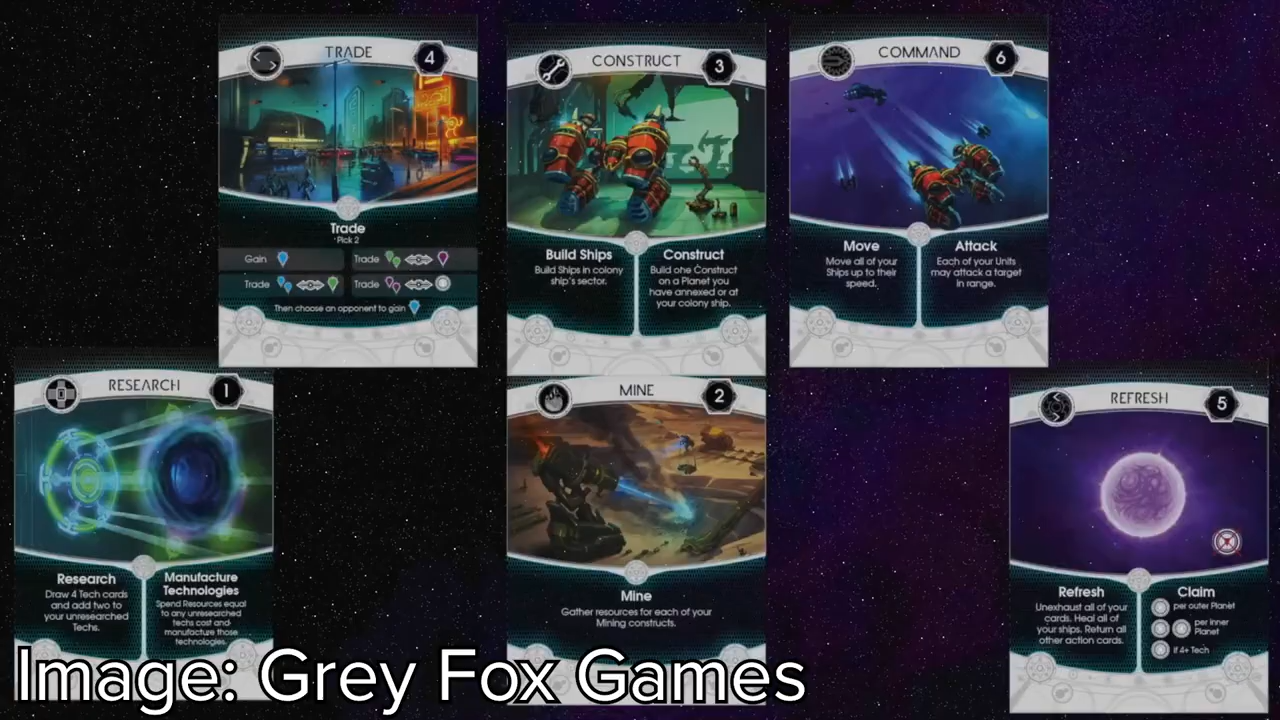 TRADE
4
Trade
Pick 2
Gain
Trade
Trade
Trade
Then choose an opponent to gain
CONSTRUCT
3
Build Ships
Build Ships in colony
ship's sector.
Construct
Build one Construct
on a Planet you
have annexed or at
your colony ship.
COMMAND
6
Move
Move all of your
Ships up to their
speed.
Attack
Each of your Units
may attack a target
in range.
RESEARCH
1
Research
Draw 4 Tech cards
and add two to
your unresearched
Techs.
Manufacture
Technologies
Spend Resources equal
to any unresearched
techs cost and
manufacture those
technologies.
MINE
2
Mine
Gather resources for each of your
Mining constructs.
REFRESH
5
Refresh
Unexhaust all of your
cards. Heal all of
your ships. Return all
other action cards.
Claim
per outer Planet
per inner
Planet
if 4+ Tech
Image: Grey Fox Games